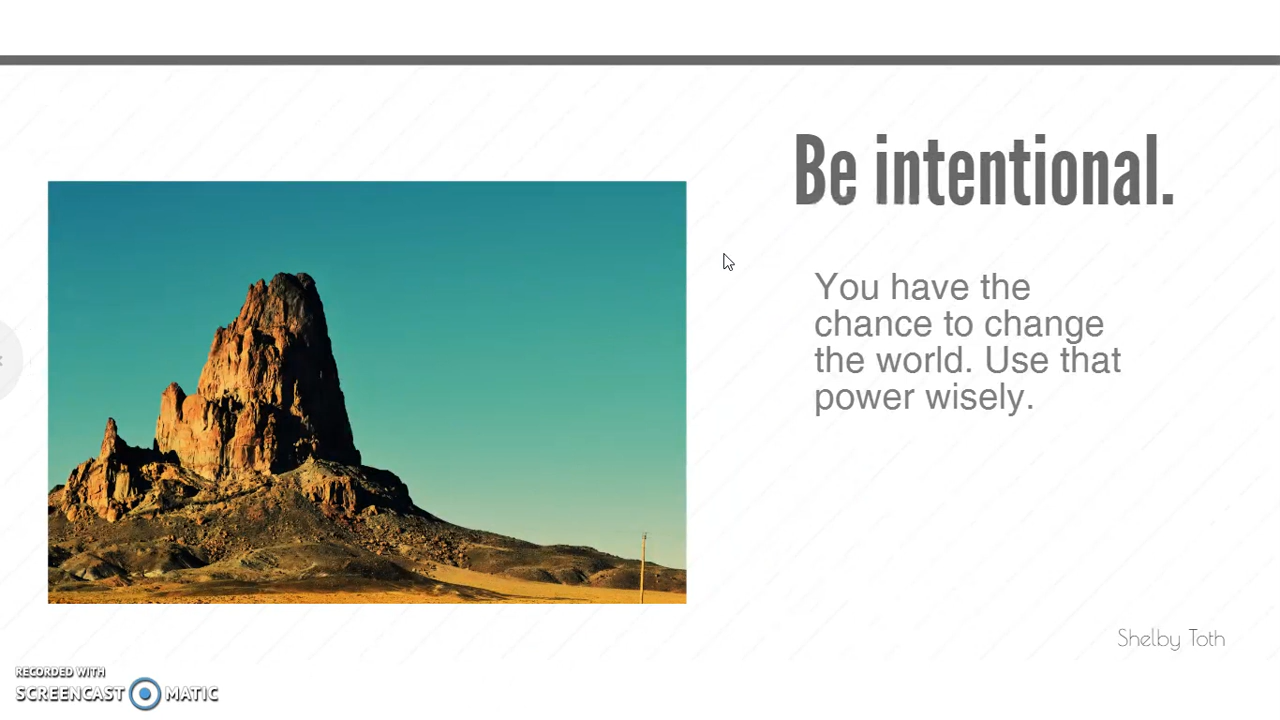 Be intentional.
You have the
chance to change
the world. Use that
power wisely.
Shelby Toth
RECORDED WITH
SCREENCAST MATIC